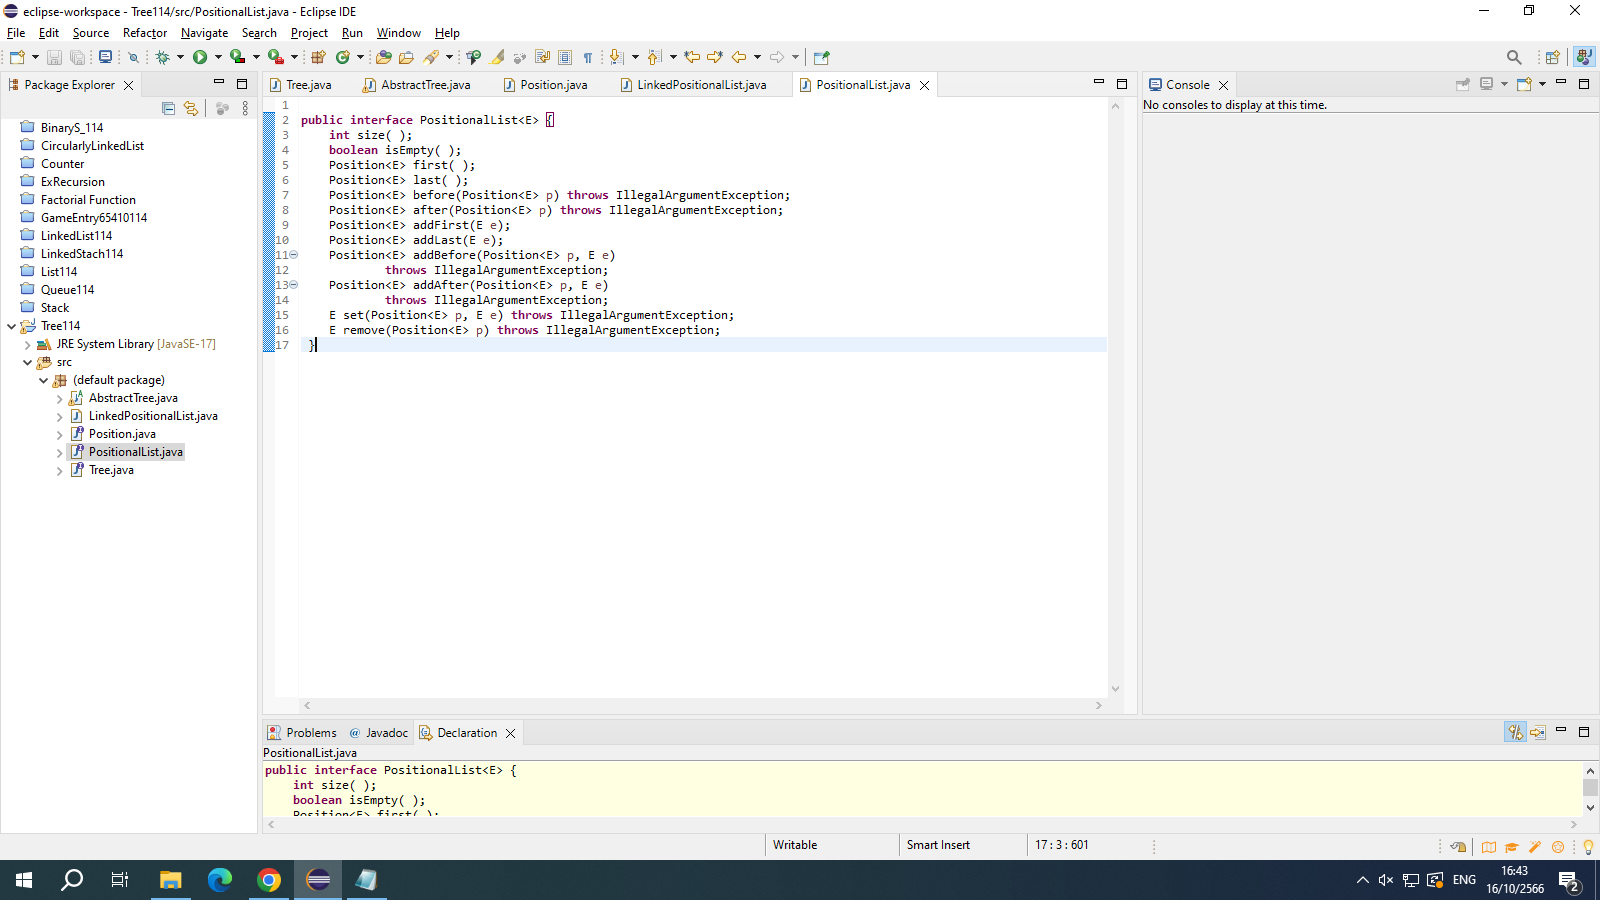 eclipse-workspace - Tree114/src/PositionalList.java - Eclipse IDE
File Edit Source Refactor Navigate Search Project Run Window Help
Package Explorer
BinaryS_114
CircularlyLinkedList
Counter
ExRecursion
Factorial Function
GameEntry65410114
LinkedList114
LinkedStach114
List114
Queue114
Stack
Tree114
JRE System Library [JavaSE-17]
src
(default package)
AbstractTree.java
LinkedPositionalList.java
Position.java
PositionalList.java
Tree.java
Tree.java AbstractTree.java Position.java LinkedPositionalList.java PositionalList.java
1
2 public interface PositionalList<E> {
3 int size( );
4 boolean isEmpty( );
5 Position<E> first( );
6 Position<E> last( );
7 Position<E> before(Position<E> p) throws IllegalArgumentException;
8 Position<E> after(Position<E> p) throws IllegalArgumentException;
9 Position<E> addFirst(E e);
10 Position<E> addLast(E e);
11 Position<E> addBefore(Position<E> p, E e)
12 throws IllegalArgumentException;
13 Position<E> addAfter(Position<E> p, E e)
14 throws IllegalArgumentException;
15 E set(Position<E> p, E e) throws IllegalArgumentException;
16 E remove(Position<E> p) throws IllegalArgumentException;
17 }
Console
No consoles to display at this time.
Problems @ Javadoc Declaration
PositionalList.java
public interface PositionalList<E> {
int size( );
boolean isEmpty( );
Position<E> first( );
Writable Smart Insert 17 : 3 : 601
ENG
16:43
16/10/2566
2